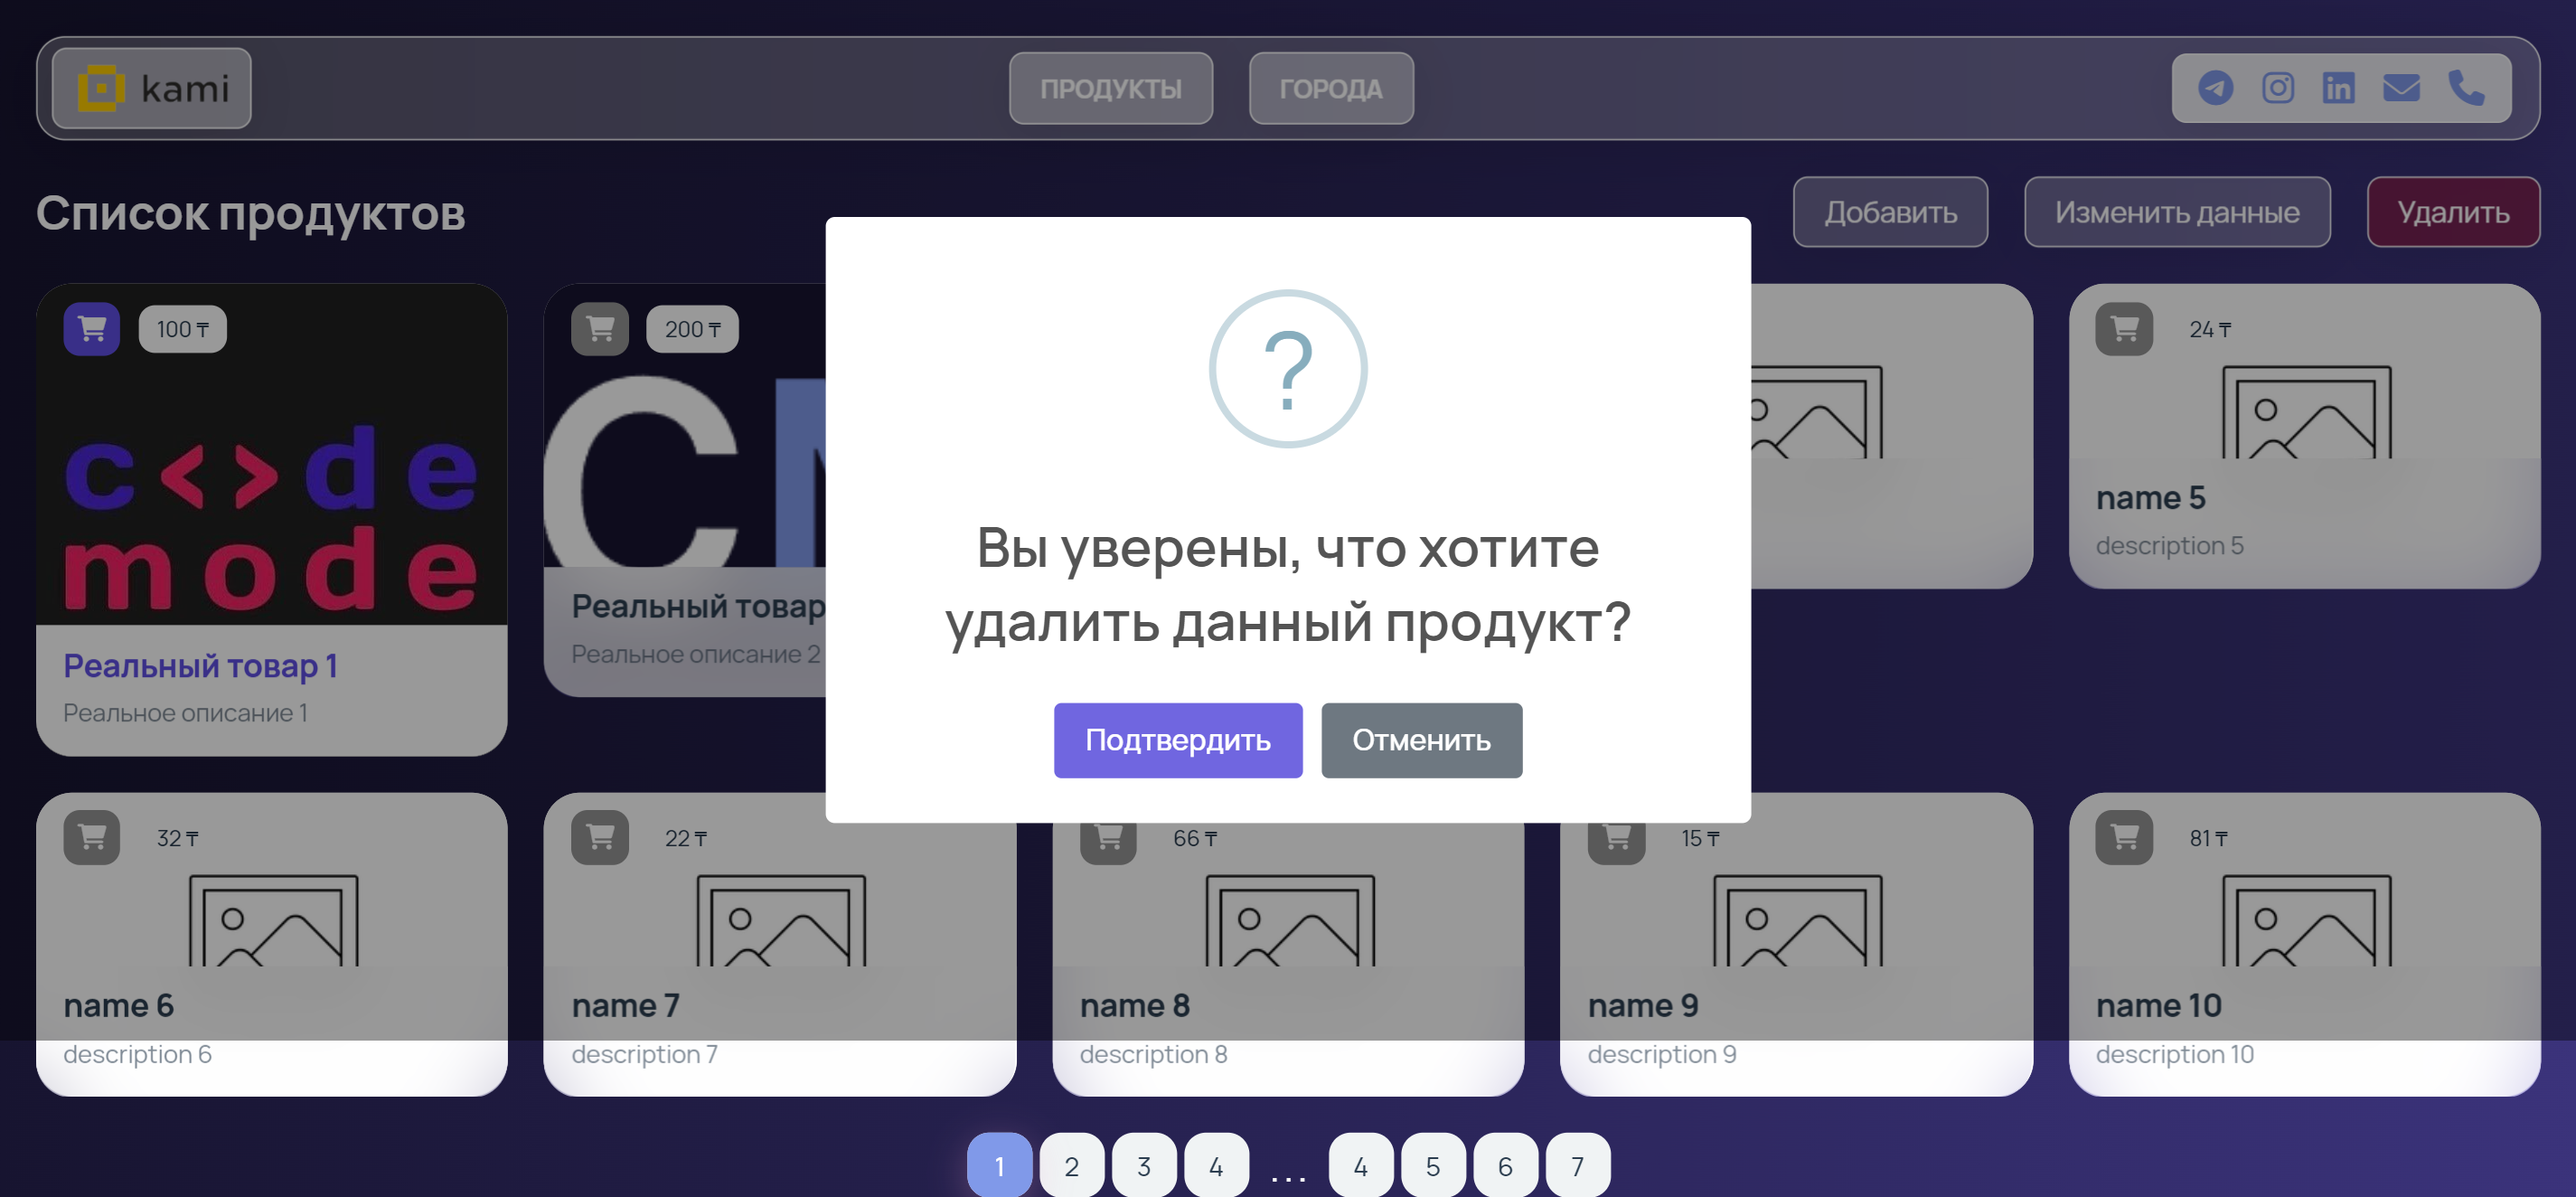 kami
ПРОДУКТЫ
ГОРОДА
Список продуктов
Добавить
Изменить данные
Удалить
100 ₸
200 ₸
24 ₸
c<>de
mode
C
Реальный товар 1
Реальное описание 1
Реальный товар
Реальное описание 2
name 5
description 5
?
Вы уверены, что хотите
удалить данный продукт?
Подтвердить
Отменить
32 ₸
22 ₸
66 ₸
15 ₸
81 ₸
name 6
name 7
name 8
name 9
name 10
description 6
description 7
description 8
description 9
description 10
1 2 3 4 ... 4 5 6 7